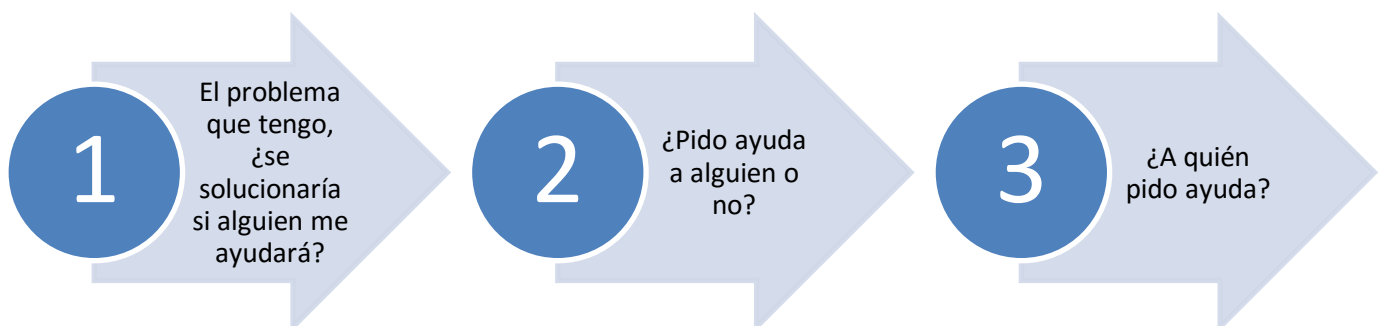 1
El problema
que tengo,
¿se
solucionaría
si alguien me
ayudará?
2
¿Pido ayuda
a alguien o
no?
3
¿A quién
pido ayuda?